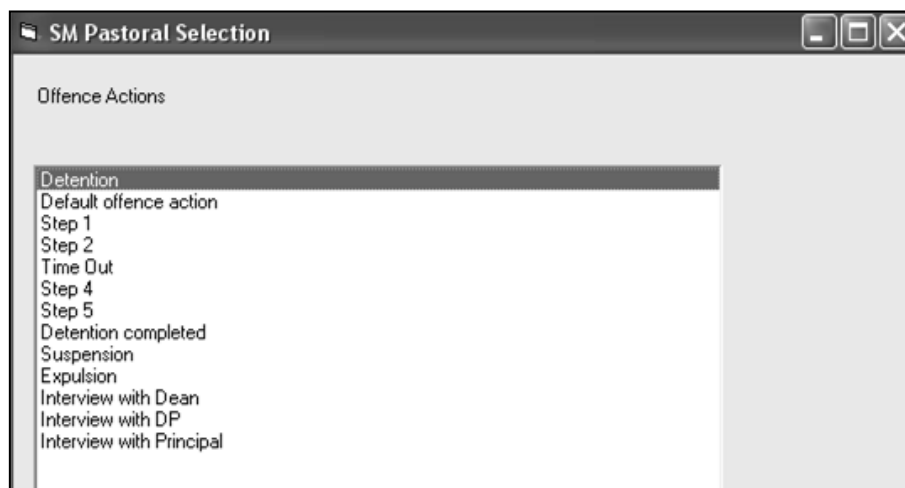 SM Pastoral Selection
Offence Actions
Detention
Default offence action
Step 1
Step 2
Time Out
Step 4
Step 5
Detention completed
Suspension
Expulsion
Interview with Dean
Interview with DP
Interview with Principal